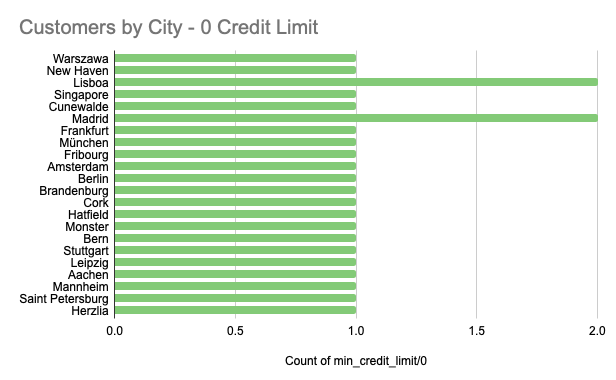 Customers by City - 0 Credit Limit
Warszawa
New Haven
Lisboa
Singapore
Cunewalde
Madrid
Frankfurt
München
Fribourg
Amsterdam
Berlin
Brandenburg
Cork
Hatfield
Monster
Bern
Stuttgart
Leipzig
Aachen
Mannheim
Saint Petersburg
Herzlia
0.0 0.5 1.0 1.5 2.0
Count of min_credit_limit/0